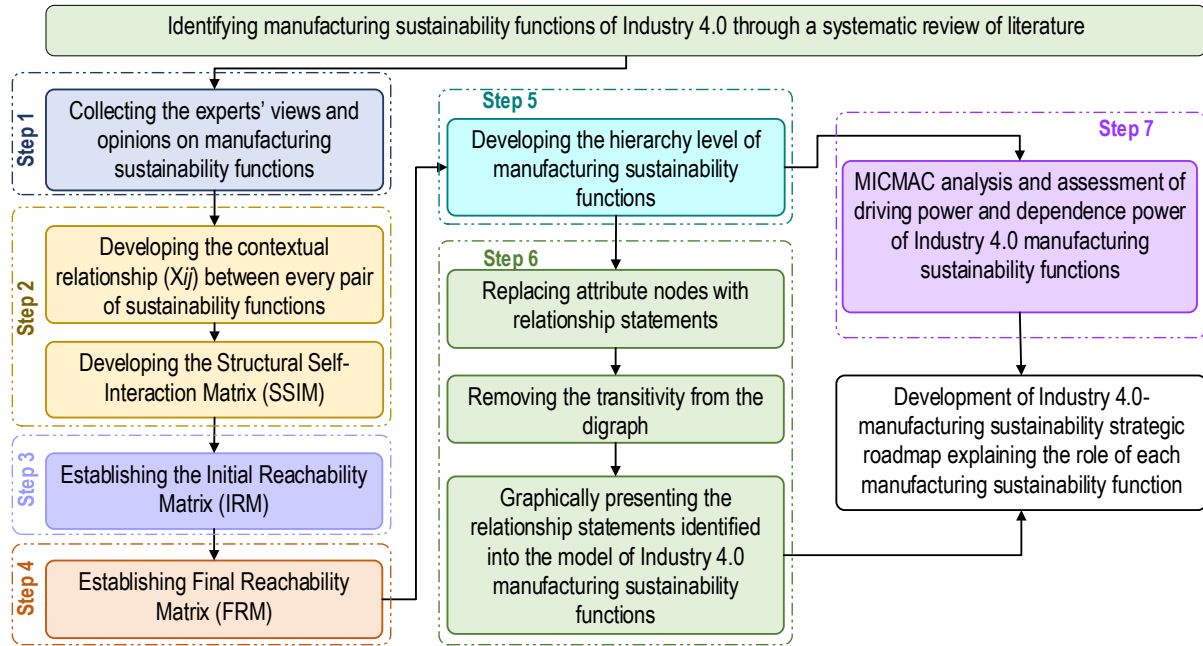 Identifying manufacturing sustainability functions of Industry 4.0 through a systematic review of literature
Step 1
Collecting the experts' views and
opinions on manufacturing
sustainability functions
Step 2
Developing the contextual
relationship (Xij) between every pair
of sustainability functions
Developing the Structural Self-
Interaction Matrix (SSIM)
Step 3
Establishing the Initial Reachability
Matrix (IRM)
Step 4
Establishing Final Reachability
Matrix (FRM)
Step 5
Developing the hierarchy level of
manufacturing sustainability
functions
Step 6
Replacing attribute nodes with
relationship statements
Removing the transitivity from the
digraph
Graphically presenting the
relationship statements identified
into the model of Industry 4.0
manufacturing sustainability
functions
Step 7
MICMAC analysis and assessment of
driving power and dependence power
of Industry 4.0 manufacturing
sustainability functions
Development of Industry 4.0-
manufacturing sustainability strategic
roadmap explaining the role of each
manufacturing sustainability function